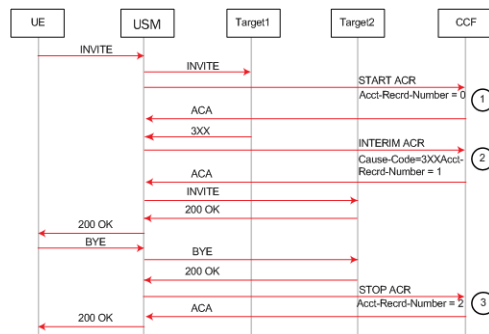 UE USM Target1 Target2 CCF
INVITE
INVITE
START ACR
Acct-Recrd-Number = 0
1
ACA
3XX
INTERIM ACR
2
Cause-Code=3XXAcct-
Recrd-Number = 1
ACA
INVITE
200 OK
200 OK
BYE
BYE
200 OK
STOP ACR
Acct-Recrd-Number = 2
3
ACA
200 OK